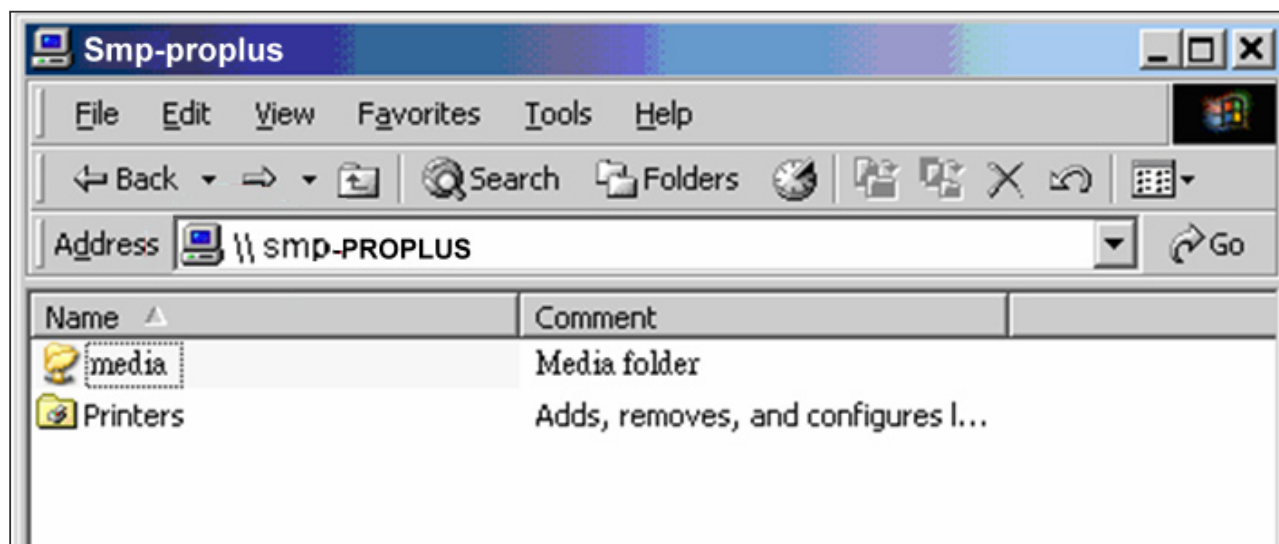 Smp-proplus
File Edit View Favorites Tools Help
Back Search Folders
Address \\ smp-PROPLUS Go
Name Comment
media Media folder
Printers Adds, removes, and configures l...